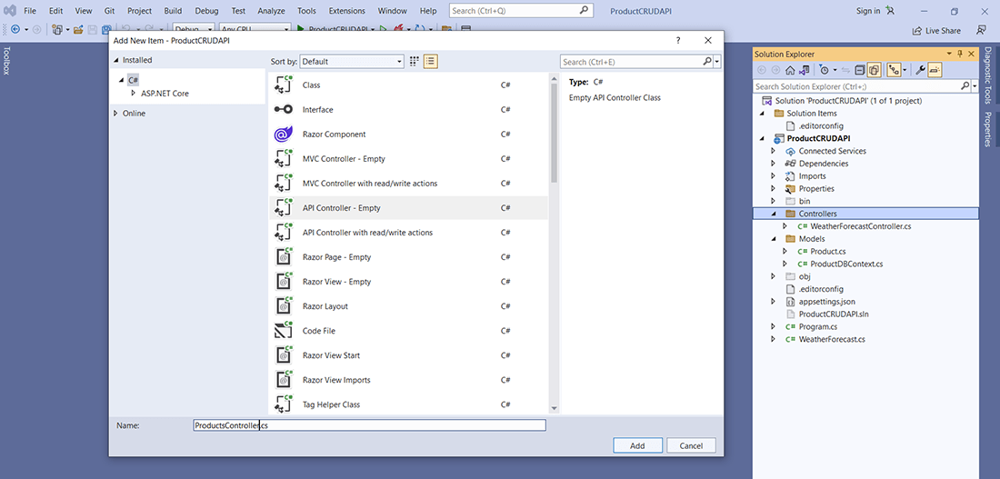 File Edit View Git Project Build Debug Test Analyze Tools Extensions Window Help Search (Ctrl+Q) ProductCRUDAPI Sign in
Debug Any CPU ProductCRUDAPI Live Share
Toolbox
Add New Item - ProductCRUDAPI ?
Installed
C#
ASP.NET Core
Online
Sort by: Default
Search (Ctrl+E)
Class C#
Interface C#
Razor Component C#
MVC Controller - Empty C#
MVC Controller with read/write actions C#
API Controller - Empty C#
API Controller with read/write actions C#
Razor Page - Empty C#
Razor View - Empty C#
Razor Layout C#
Code File C#
Razor View Start C#
Razor View Imports C#
Tag Helper Class C#
Type: C#
Empty API Controller Class
Name: ProductsController.cs
Add Cancel
Solution Explorer
Search Solution Explorer (Ctrl+;)
Solution 'ProductCRUDAPI' (1 of 1 project)
Solution Items
.editorconfig
ProductCRUDAPI
Connected Services
Dependencies
Imports
Properties
bin
Controllers
WeatherForecastController.cs
Models
Product.cs
ProductDBContext.cs
obj
.editorconfig
appsettings.json
ProductCRUDAPI.sln
Program.cs
WeatherForecast.cs
Diagnostic Tools
Properties